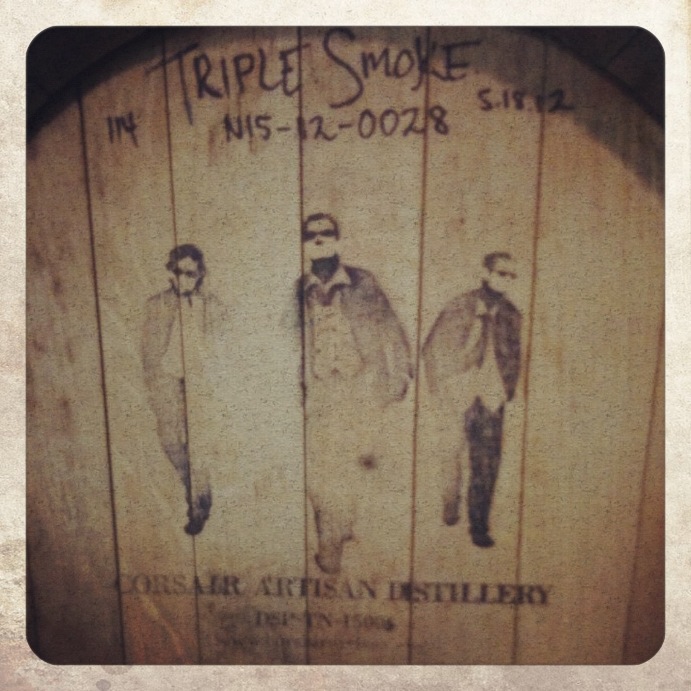 TRIPLE SMOKE
114 N15-12-0028 5.18.12
CORSAIR ARTISAN DISTILLERY